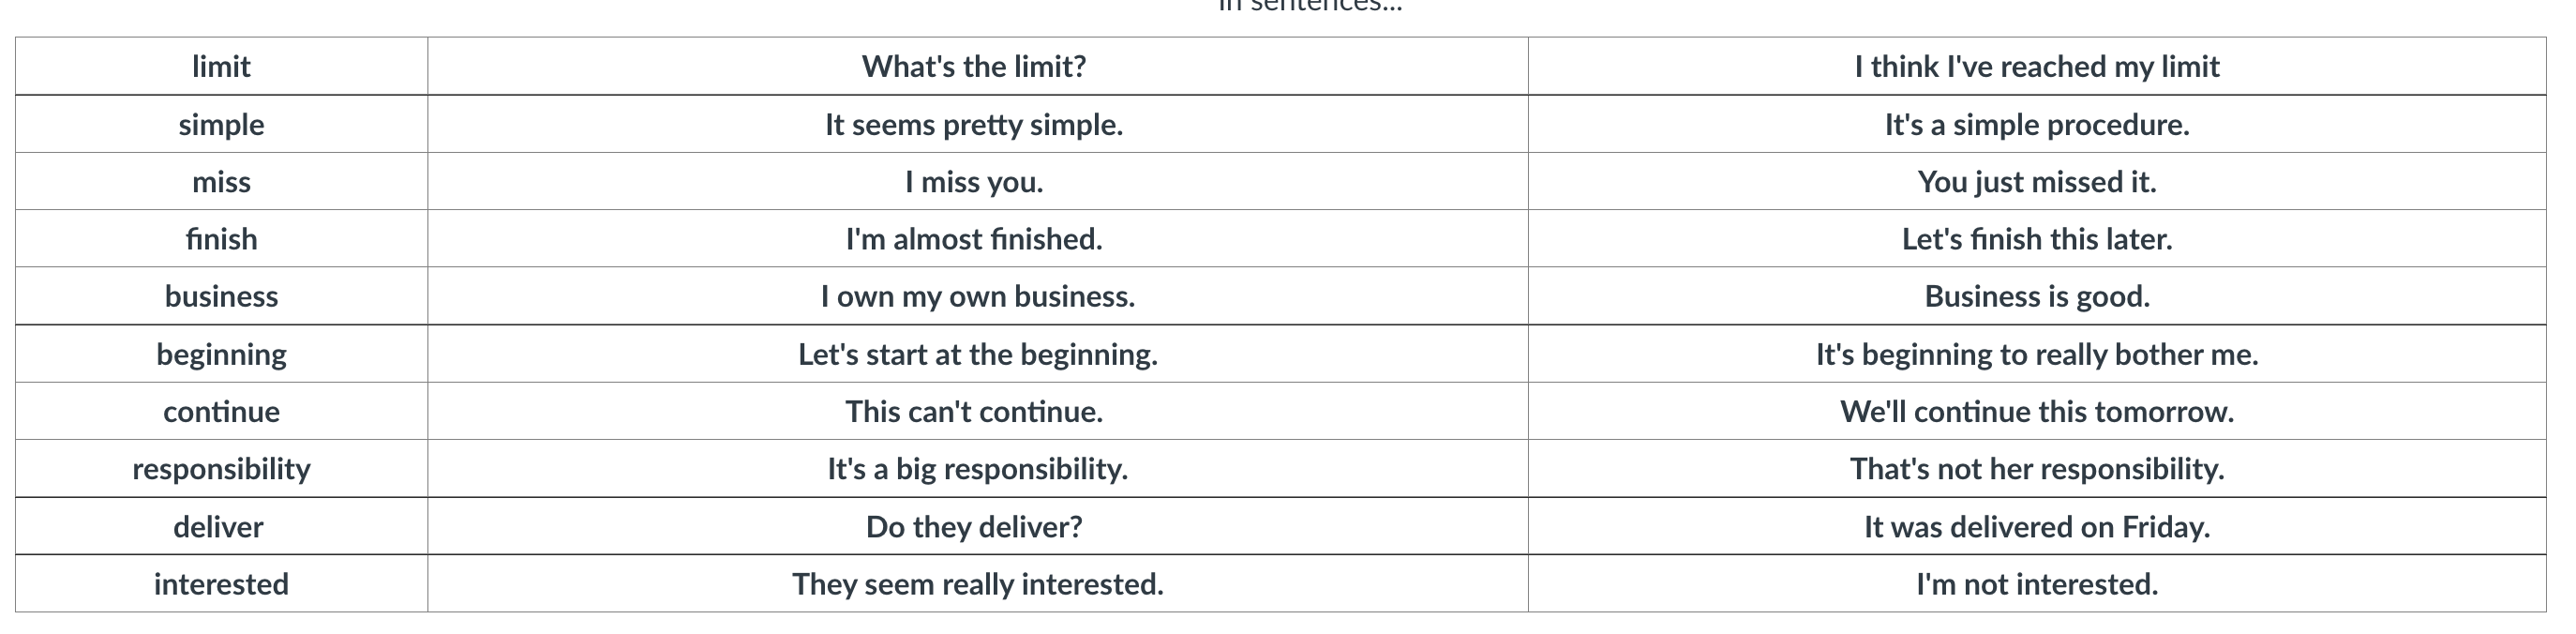 In sentences...
limit What's the limit? I think I've reached my limit
simple It seems pretty simple. It's a simple procedure.
miss I miss you. You just missed it.
finish I'm almost finished. Let's finish this later.
business I own my own business. Business is good.
beginning Let's start at the beginning. It's beginning to really bother me.
continue This can't continue. We'll continue this tomorrow.
responsibility It's a big responsibility. That's not her responsibility.
deliver Do they deliver? It was delivered on Friday.
interested They seem really interested. I'm not interested.